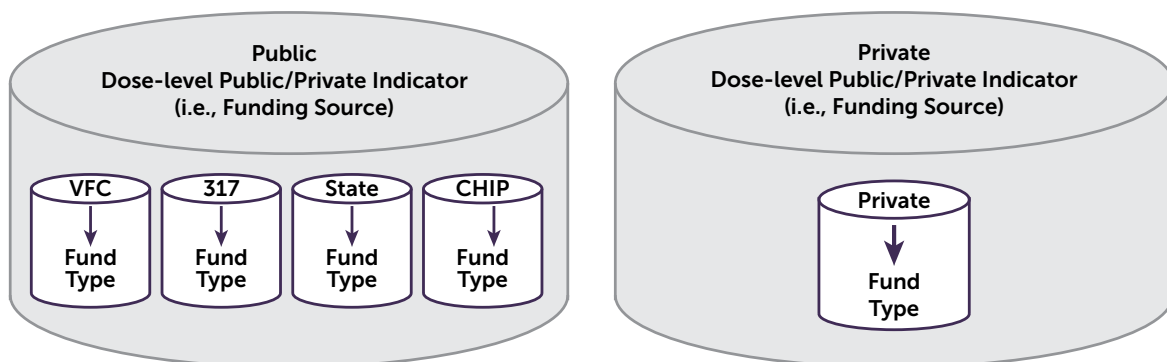 Public
Dose-level Public/Private Indicator
(i.e., Funding Source)
VFC
Fund
Type
317
Fund
Type
State
Fund
Type
CHIP
Fund
Type
Private
Dose-level Public/Private Indicator
(i.e., Funding Source)
Private
Fund
Type